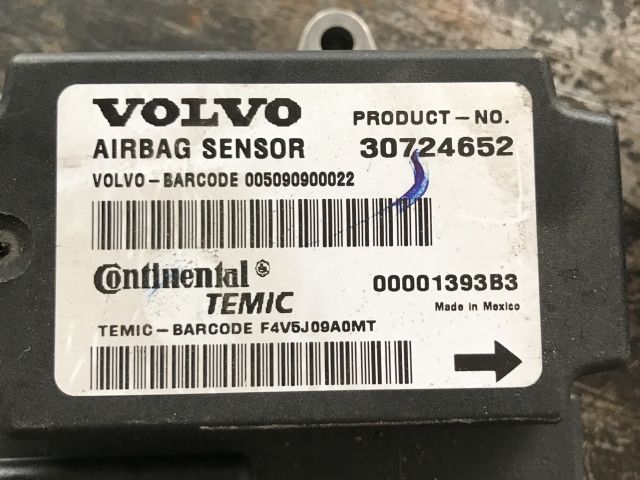 VOLVO
PRODUCT-NO.
AIRBAG SENSOR 30724652
VOLVO-BARCODE 005090900022
Continental
TEMIC
00001393B3
Made in Mexico
TEMIC-BARCODE F4V5J09A0MT